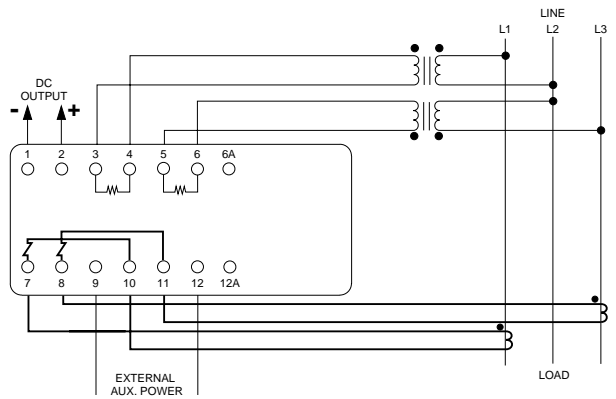 LINE
L1 L2 L3
DC
OUTPUT
- +
1 2 3 4 5 6 6A
7 8 9 10 11 12 12A
EXTERNAL
AUX. POWER
LOAD